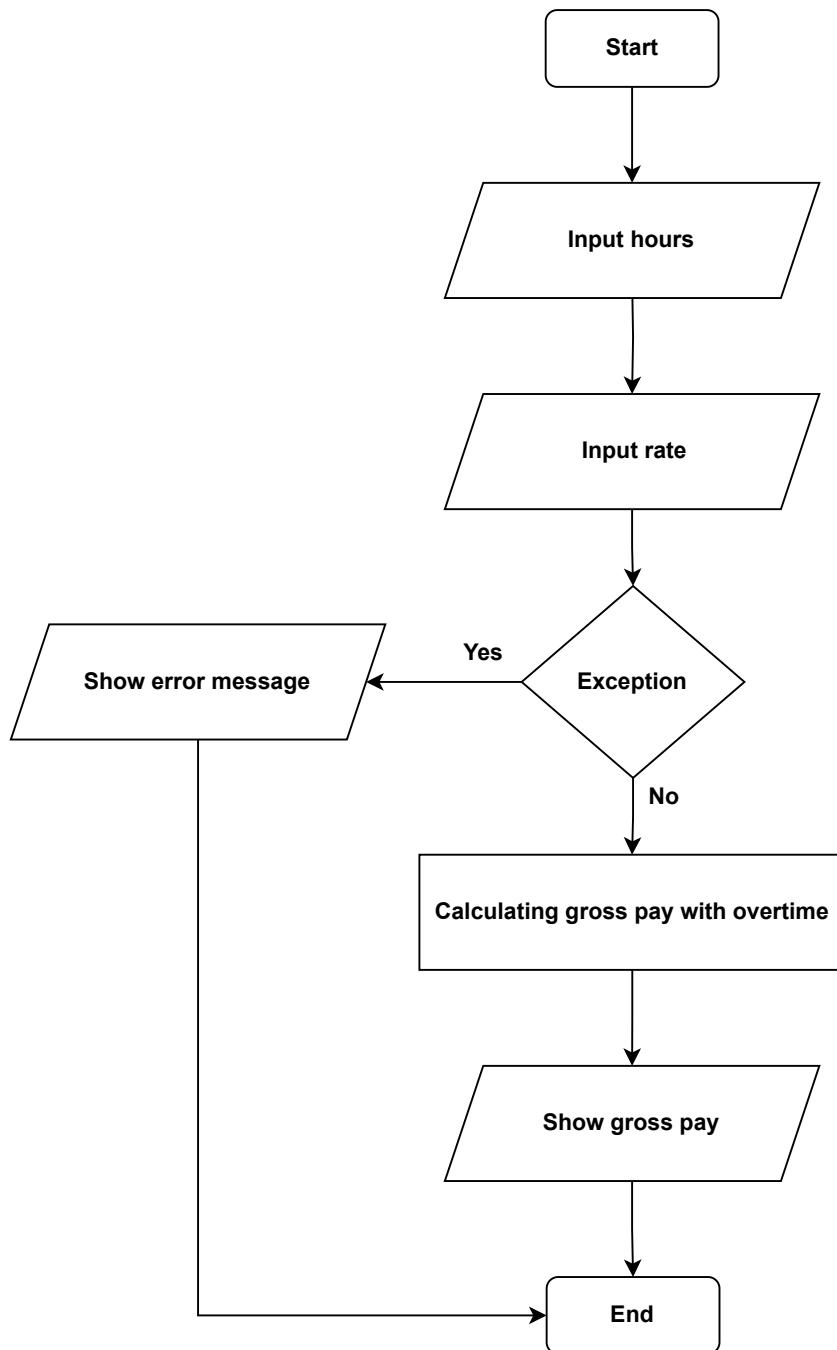 Start
Input hours
Input rate
Exception
Yes
Show error message
No
Calculating gross pay with overtime
Show gross pay
End